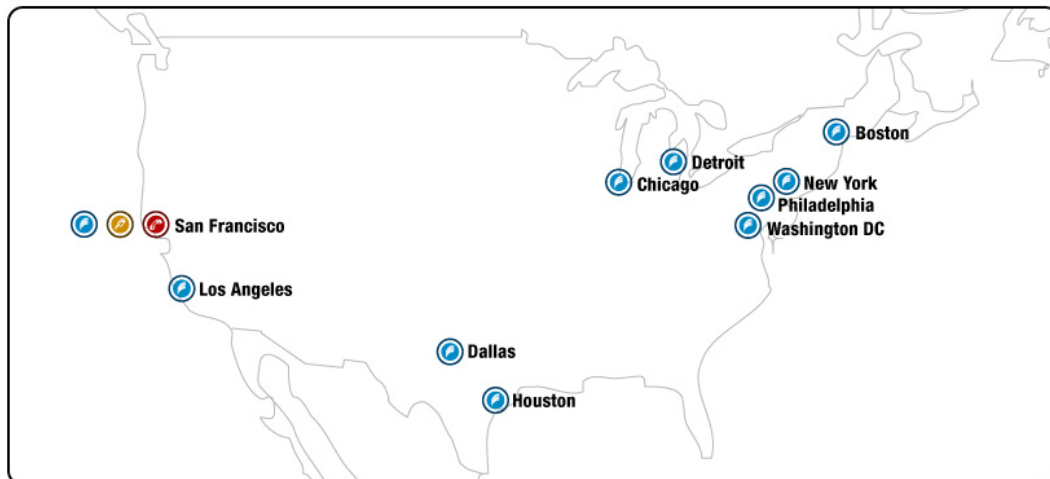 Boston
Detroit
Chicago
New York
Philadelphia
San Francisco
Washington DC
Los Angeles
Dallas
Houston